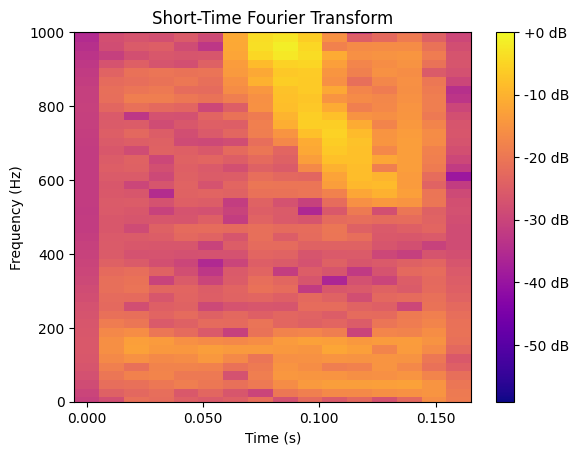 Short-Time Fourier Transform
1000
800
600
400
200
0
Frequency (Hz)
0.000
0.050
0.100
0.150
Time (s)
+0 dB
-10 dB
-20 dB
-30 dB
-40 dB
-50 dB